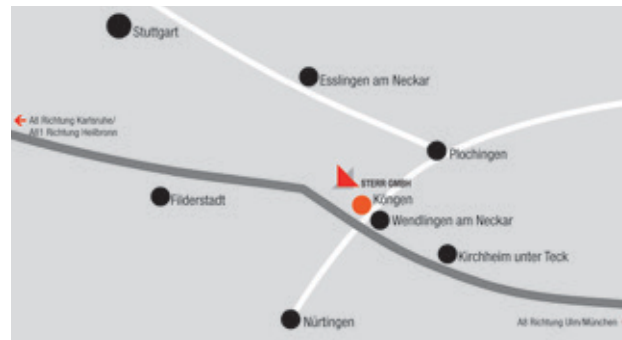 Stuttgart
Esslingen am Neckar
A8 Richtung Karlsruhe/
A81 Richtung Heilbronn
Plochingen
STERR GMBH
Köngen
Filderstadt
Wendlingen am Neckar
Kirchheim unter Teck
Nürtingen
A8 Richtung Ulm/München